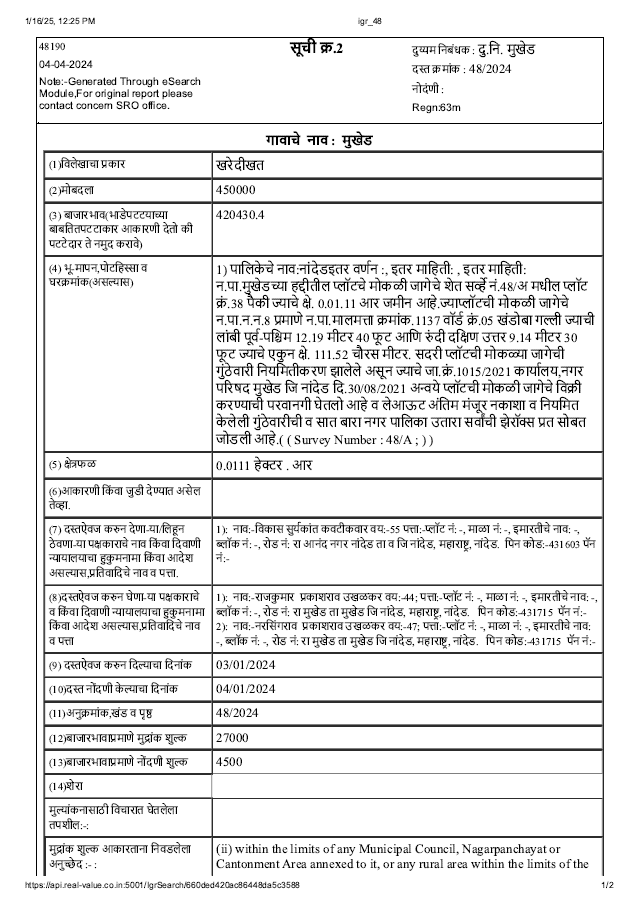 1/16/25, 12:25 PM
igr_48
48190
04-04-2024
Note:-Generated Through eSearch
Module,For original report please
contact concern SRO office.
सूची क्र.2
दुय्यम निबंधक : दु.नि. मुखेड
दस्त क्रमांक : 48/2024
नोदंणी :
Regn:63m
गावाचे नाव : मुखेड
(1)विलेखाचा प्रकार
खरेदीखत
(2)मोबदला
450000
(3) बाजारभाव(भाडेपटटयाच्या
बाबतितपटटाकार आकारणी देतो की
पटटेदार ते नमुद करावे)
420430.4
(4) भू-मापन,पोटहिस्सा व
घरक्रमांक(असल्यास)
1) पालिकेचे नाव:नांदेडइतर वर्णन :, इतर माहिती: , इतर माहिती:
न.पा.मुखेडच्या हद्दीतील प्लॉटचे मोकळी जागेचे शेत सर्व्हे नं.48/अ मधील प्लॉट
क्रं.38 पैकी ज्याचे क्षे. 0.01.11 आर जमीन आहे.ज्याप्लॉटची मोकळी जागेचे
न.पा.न.न.8 प्रमाणे न.पा.मालमत्ता क्रमांक.1137 वॉर्ड क्रं.05 खंडोबा गल्ली ज्याची
लांबी पूर्व-पश्चिम 12.19 मीटर 40 फूट आणि रुंदी दक्षिण उत्तर 9.14 मीटर 30
फूट ज्याचे एकुन क्षे. 111.52 चौरस मीटर. सदरी प्लॉटची मोकळ्या जागेची
गुंठेवारी नियमितीकरण झालेले असून ज्याचे जा.क्रं.1015/2021 कार्यालय,नगर
परिषद मुखेड जि नांदेड दि.30/08/2021 अन्वये प्लॉटची मोकळी जागेचे विक्री
करण्याची परवानगी घेतलो आहे व लेआऊट अंतिम मंजूर नकाशा व नियमित
केलेली गुंठेवारीची व सात बारा नगर पालिका उतारा सर्वांची झेरॉक्स प्रत सोबत
जोडली आहे.( ( Survey Number : 48/A ; ) )
(5) क्षेत्रफळ
0.0111 हेक्टर . आर
(6)आकारणी किंवा जुडी देण्यात असेल
तेव्हा.
(7) दस्तऐवज करुन देणा-या/लिहून
ठेवणा-या पक्षकाराचे नाव किंवा दिवाणी
न्यायालयाचा हुकुमनामा किंवा आदेश
असल्यास,प्रतिवादिचे नाव व पत्ता.
1): नाव:-विकास सुर्यकांत कवटीकवार वय:-55 पत्ता:-प्लॉट नं: -, माळा नं: -, इमारतीचे नाव: -,
ब्लॉक नं: -, रोड नं: रा आनंद नगर नांदेड ता व जि नांदेड, महाराष्ट्र, नांदेड. पिन कोड:-431603 पॅन
नं:-
(8)दस्तऐवज करुन घेणा-या पक्षकाराचे
व किंवा दिवाणी न्यायालयाचा हुकुमनामा
किंवा आदेश असल्यास,प्रतिवादिचे नाव
व पत्ता
1): नाव:-राजकुमार प्रकाशराव उखळकर वय:-44; पत्ता:-प्लॉट नं: -, माळा नं: -, इमारतीचे नाव: -,
ब्लॉक नं: -, रोड नं: रा मुखेड ता मुखेड जि नांदेड, महाराष्ट्र, नांदेड. पिन कोड:-431715 पॅन नं:-
2): नाव:-नरसिंगराव प्रकाशराव उखळकर वय:-47; पत्ता:-प्लॉट नं: -, माळा नं: -, इमारतीचे नाव:
-, ब्लॉक नं: -, रोड नं: रा मुखेड ता मुखेड जि नांदेड, महाराष्ट्र, नांदेड. पिन कोड:-431715 पॅन नं:-
(9) दस्तऐवज करुन दिल्याचा दिनांक
03/01/2024
(10)दस्त नोंदणी केल्याचा दिनांक
04/01/2024
(11)अनुक्रमांक,खंड व पृष्ठ
48/2024
(12)बाजारभावाप्रमाणे मुद्रांक शुल्क
27000
(13)बाजारभावाप्रमाणे नोंदणी शुल्क
4500
(14)शेरा
मुल्यांकनासाठी विचारात घेतलेला
तपशील:-:
मुद्रांक शुल्क आकारताना निवडलेला
अनुच्छेद :- :
(ii) within the limits of any Municipal Council, Nagarpanchayat or
Cantonment Area annexed to it, or any rural area within the limits of the
https://api.real-value.co.in:5001/IgrSearch/660ded420ac86448da5c3588
1/2